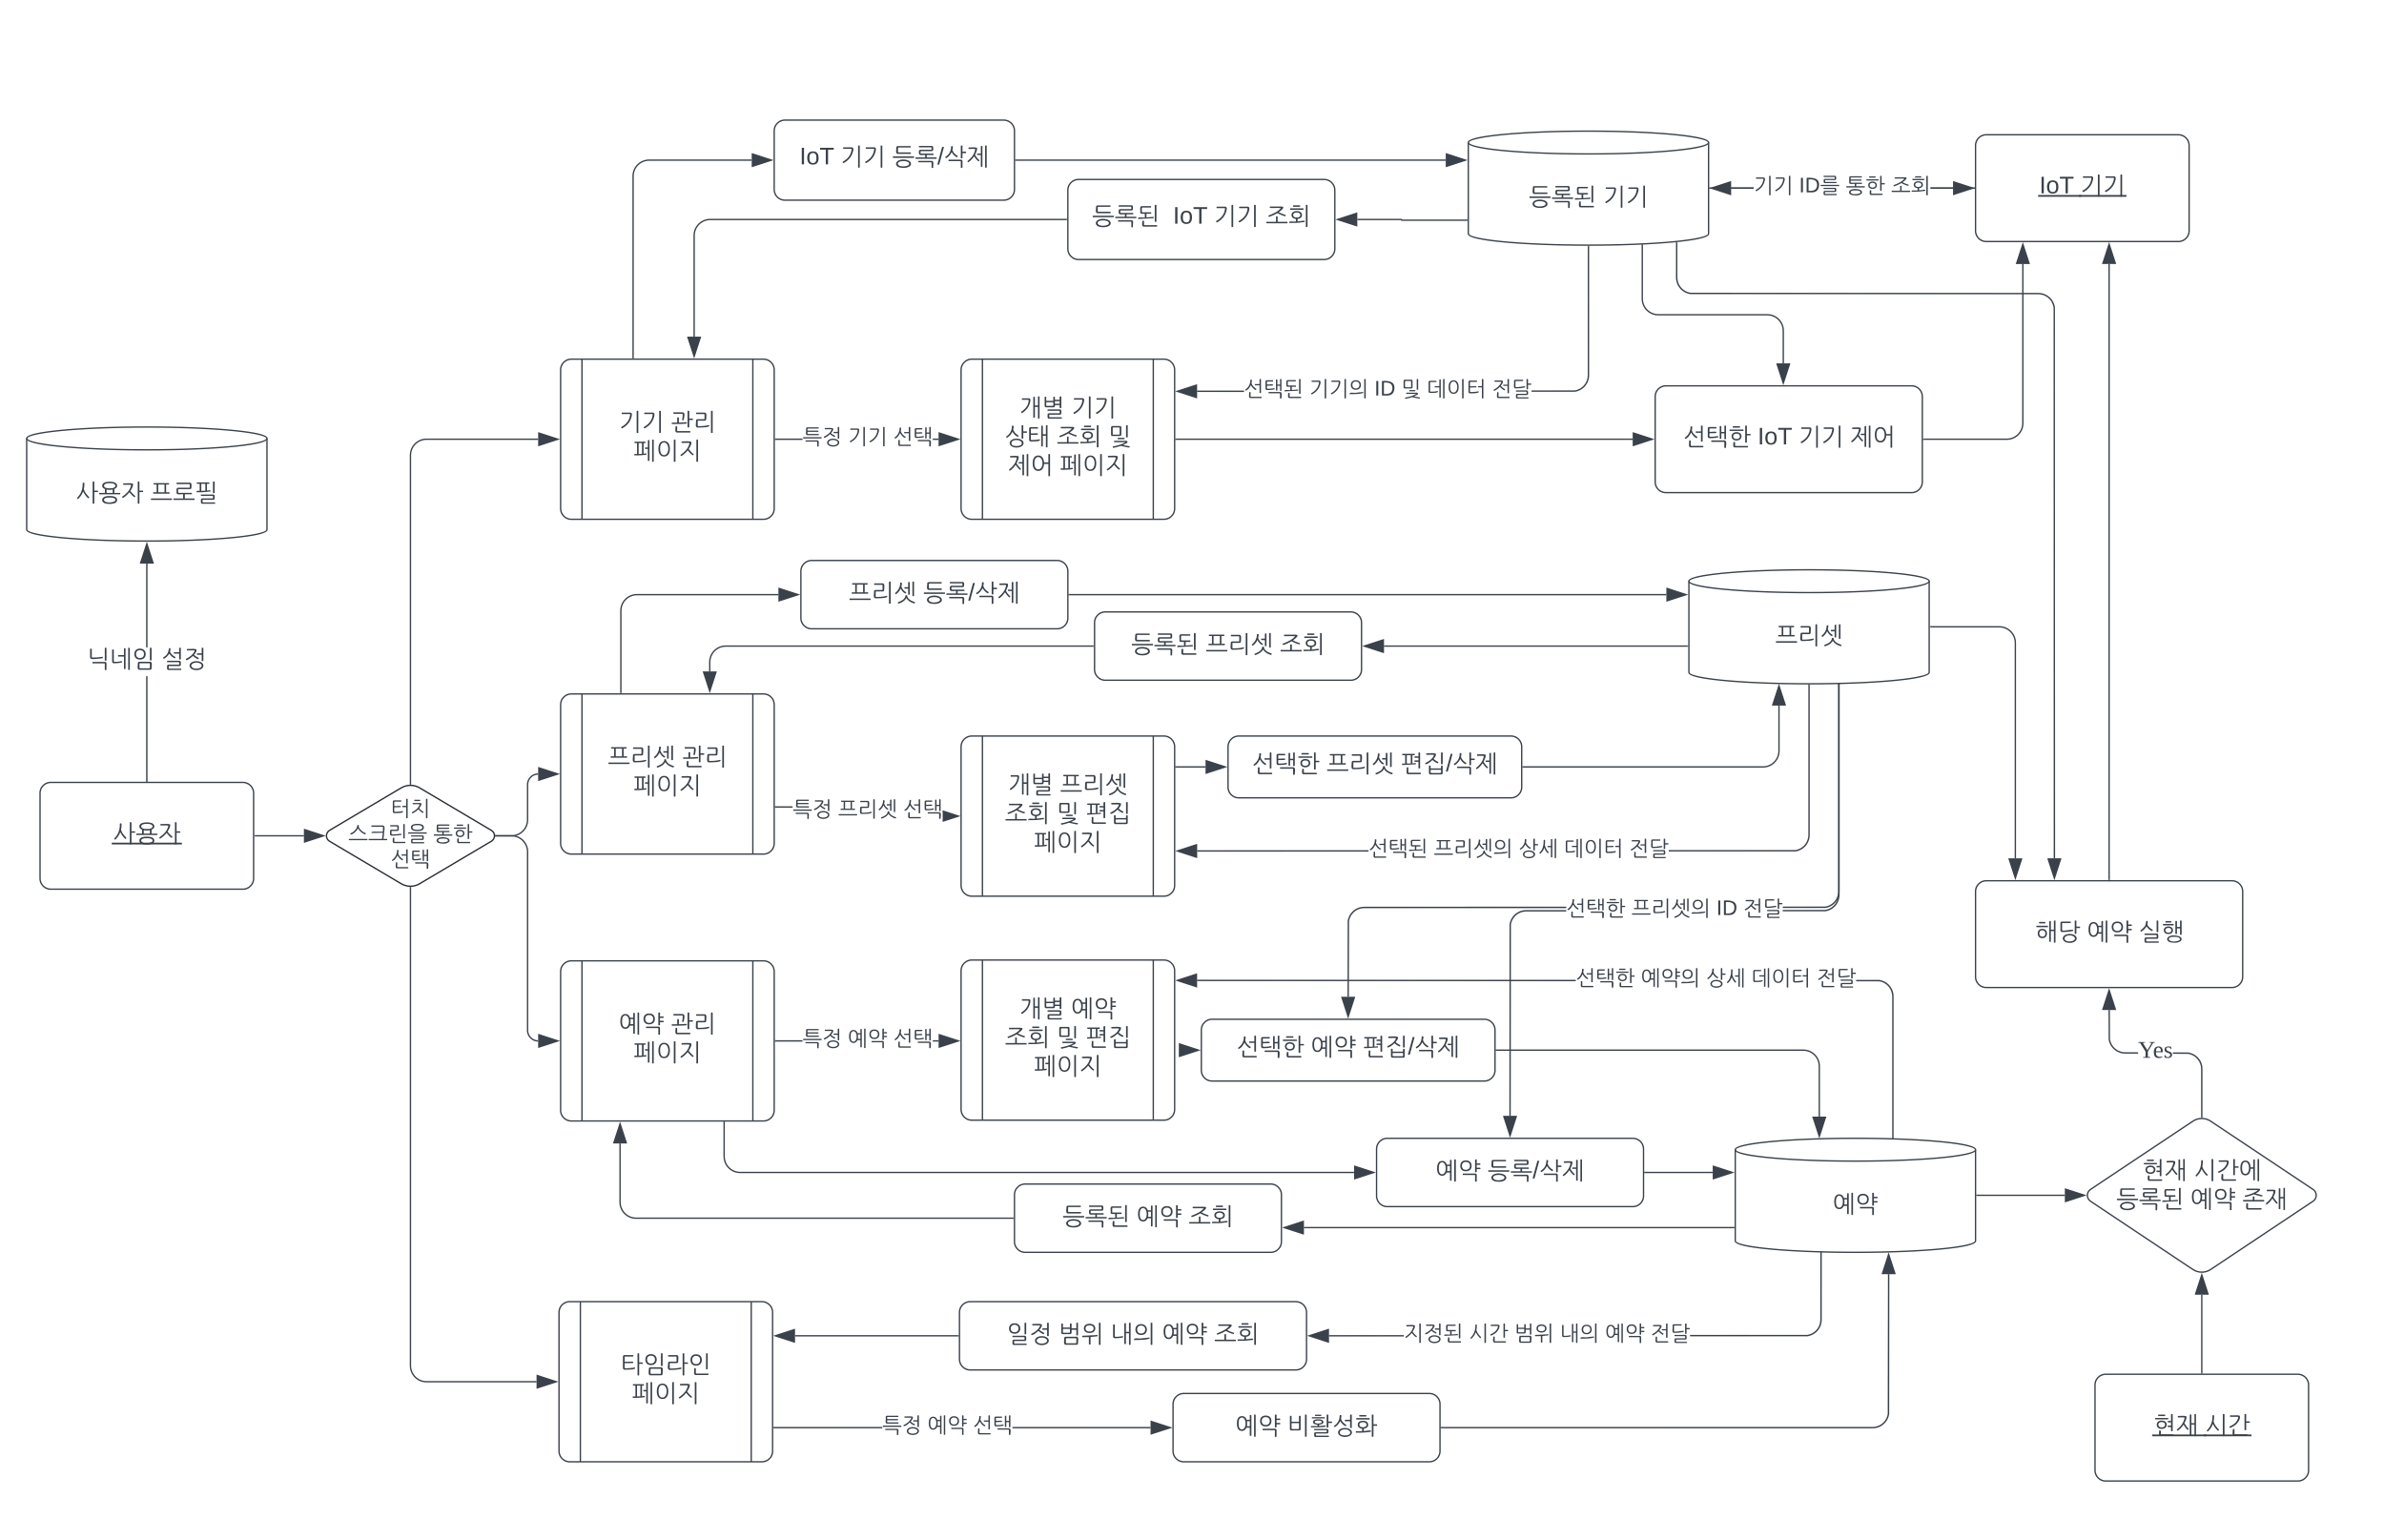 IoT 기기 등록/삭제
등록된 IoT 기기 조회
등록된 기기
기기 ID를 통한 조회
IoT 기기
기기 관리
페이지
특정 기기 선택
개별 기기
상태 조회 및
제어 페이지
선택된 기기의 ID 및 데이터 전달
선택한 IoT 기기 제어
사용자 프로필
닉네임 설정
사용자
터치
스크린을 통한
선택
프리셋 등록/삭제
등록된 프리셋 조회
프리셋
프리셋 관리
페이지
특정 프리셋 선택
개별 프리셋
조회 및 편집
페이지
선택한 프리셋 편집/삭제
선택된 프리셋의 상세 데이터 전달
선택한 프리셋의 ID 전달
해당 예약 실행
예약 관리
페이지
특정 예약 선택
개별 예약
조회 및 편집
페이지
선택한 예약의 상세 데이터 전달
선택한 예약 편집/삭제
Yes
예약 등록/삭제
등록된 예약 조회
예약
현재 시간에
등록된 예약 존재
타임라인
페이지
일정 범위 내의 예약 조회
지정된 시간 범위 내의 예약 전달
특정 예약 선택
예약 비활성화
현재 시간